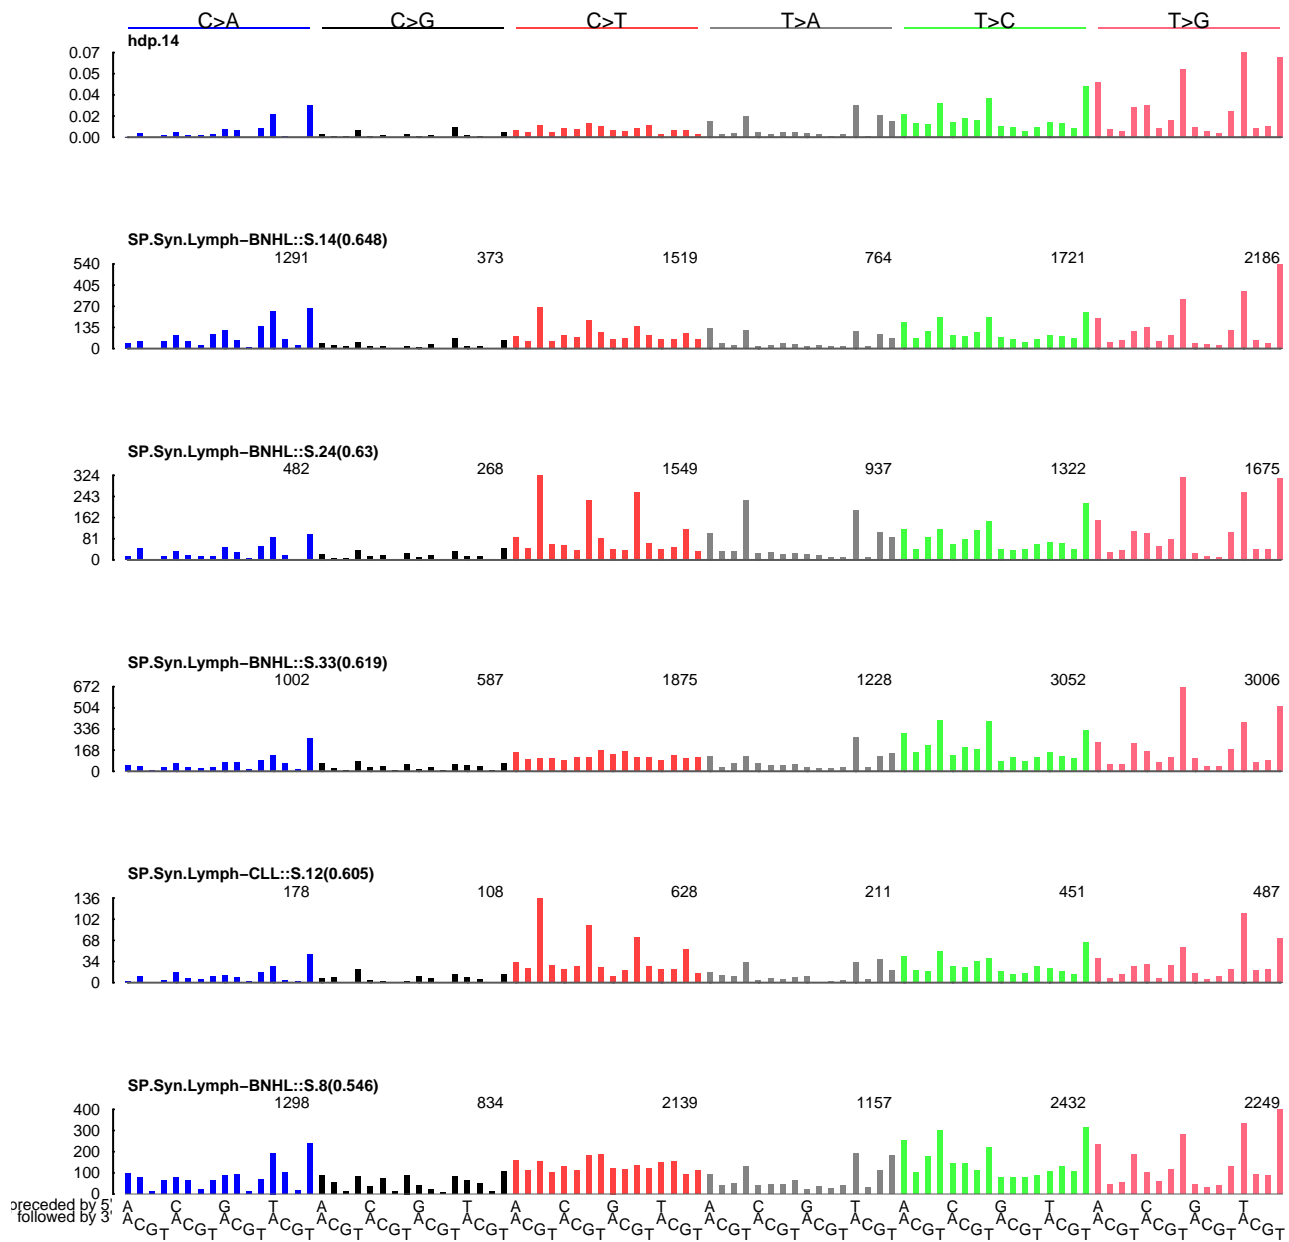 C>A C>G C>T T>A T>C T>G
hdp.14
0.07
0.05
0.04
0.02
0.00
SP.Syn.Lymph−BNHL::S.14(0.648)
1291 373 1519 764 1721 2186
540
405
270
135
0
SP.Syn.Lymph−BNHL::S.24(0.63)
482 268 1549 937 1322 1675
324
243
162
81
0
SP.Syn.Lymph−BNHL::S.33(0.619)
1002 587 1875 1228 3052 3006
672
504
336
168
0
SP.Syn.Lymph−CLL::S.12(0.605)
178 108 628 211 451 487
136
102
68
34
0
SP.Syn.Lymph−BNHL::S.8(0.546)
1298 834 2139 1157 2432 2249
400
300
200
100
0
preceded by 5' A C G T A C G T A C G T A C G T A C G T A C G T
followed by 3' A C G T A C G T A C G T A C G T A C G T A C G T A C G T A C G T A C G T A C G T A C G T A C G T A C G T A C G T A C G T A C G T A C G T A C G T A C G T A C G T A C G T A C G T A C G T A C G T